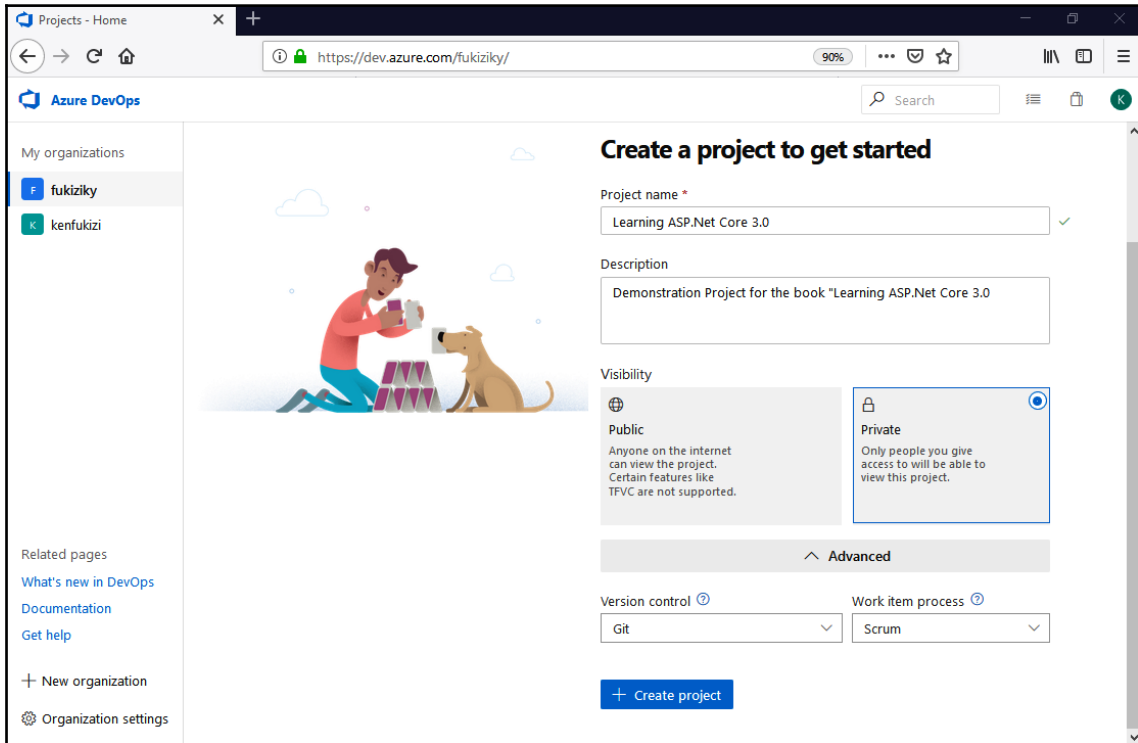 Projects - Home
https://dev.azure.com/fukiziky/
90%
Azure DevOps
Search
K
My organizations
F fukiziky
K kenfukizi
Create a project to get started
Project name *
Learning ASP.Net Core 3.0
Description
Demonstration Project for the book "Learning ASP.Net Core 3.0
Visibility
Public
Anyone on the internet
can view the project.
Certain features like
TFVC are not supported.
Private
Only people you give
access to will be able to
view this project.
Advanced
Version control
Work item process
Git
Scrum
Create project
Related pages
What's new in DevOps
Documentation
Get help
New organization
Organization settings